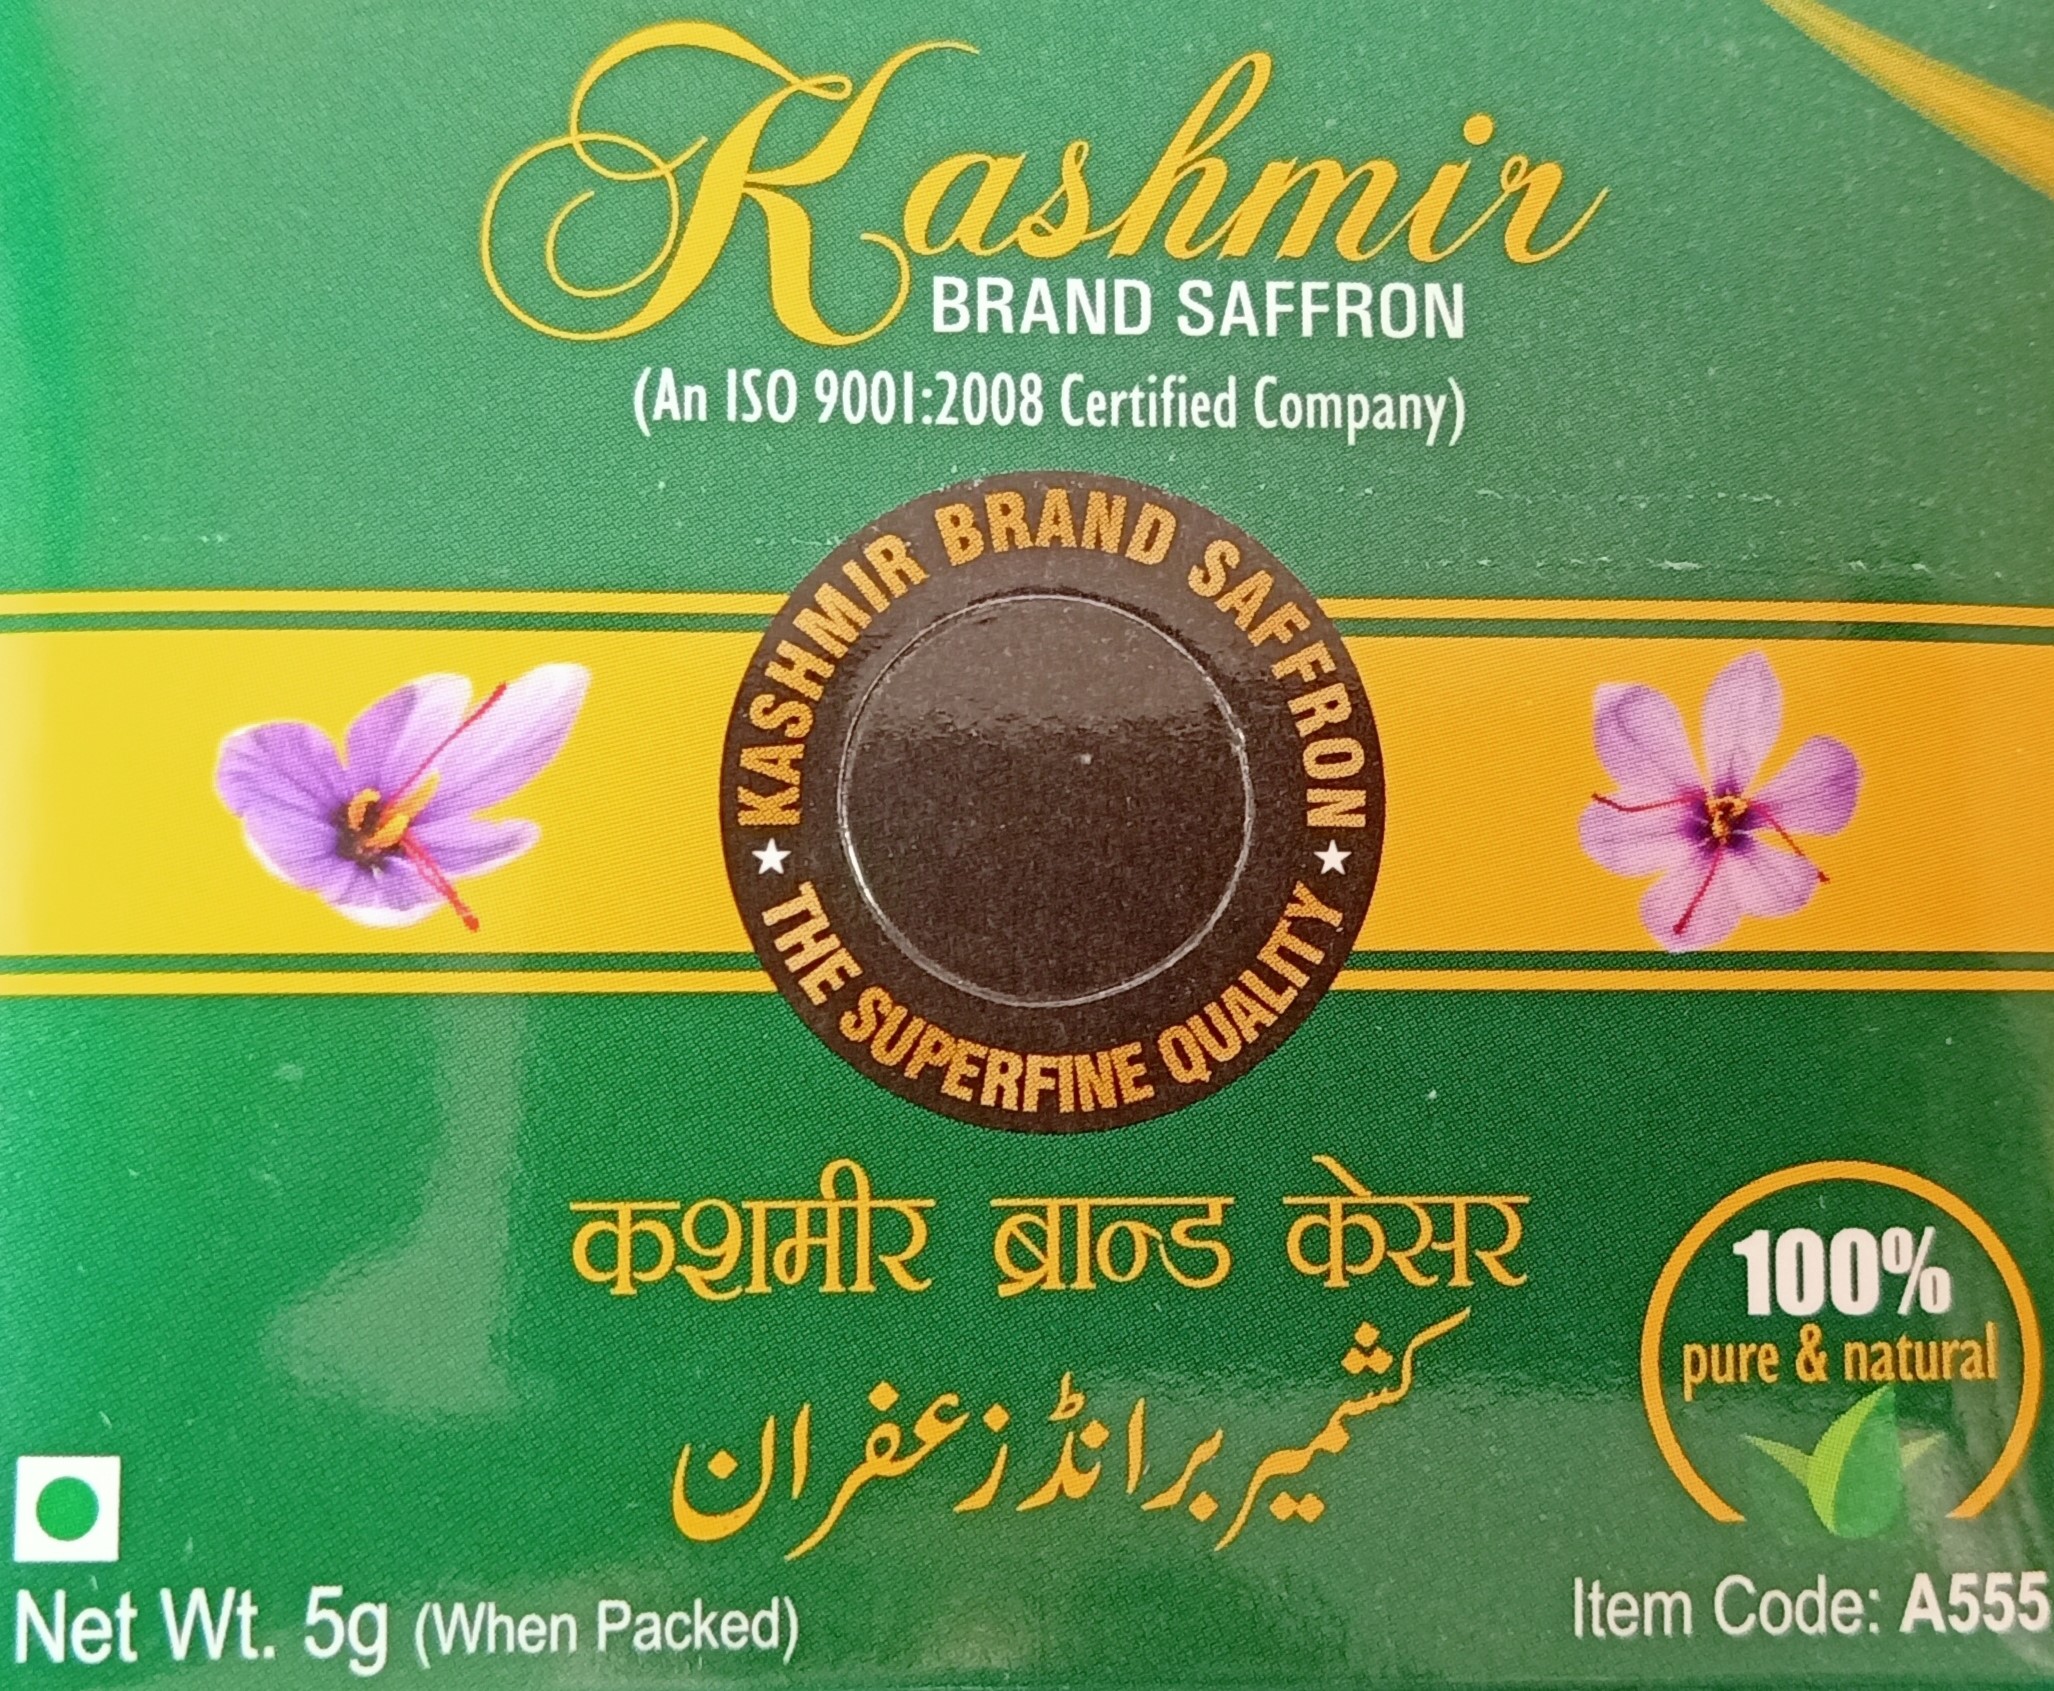 Kashmir
BRAND SAFFRON
(An ISO 9001:2008 Certified Company)
KASHMIR BRAND SAFFRON
THE SUPERFINE QUALITY
कशमीर ब्रान्ड केसर
کشمیر برانڈ زعفران
100%
pure & natural
Net Wt. 5g (When Packed)
Item Code: A555